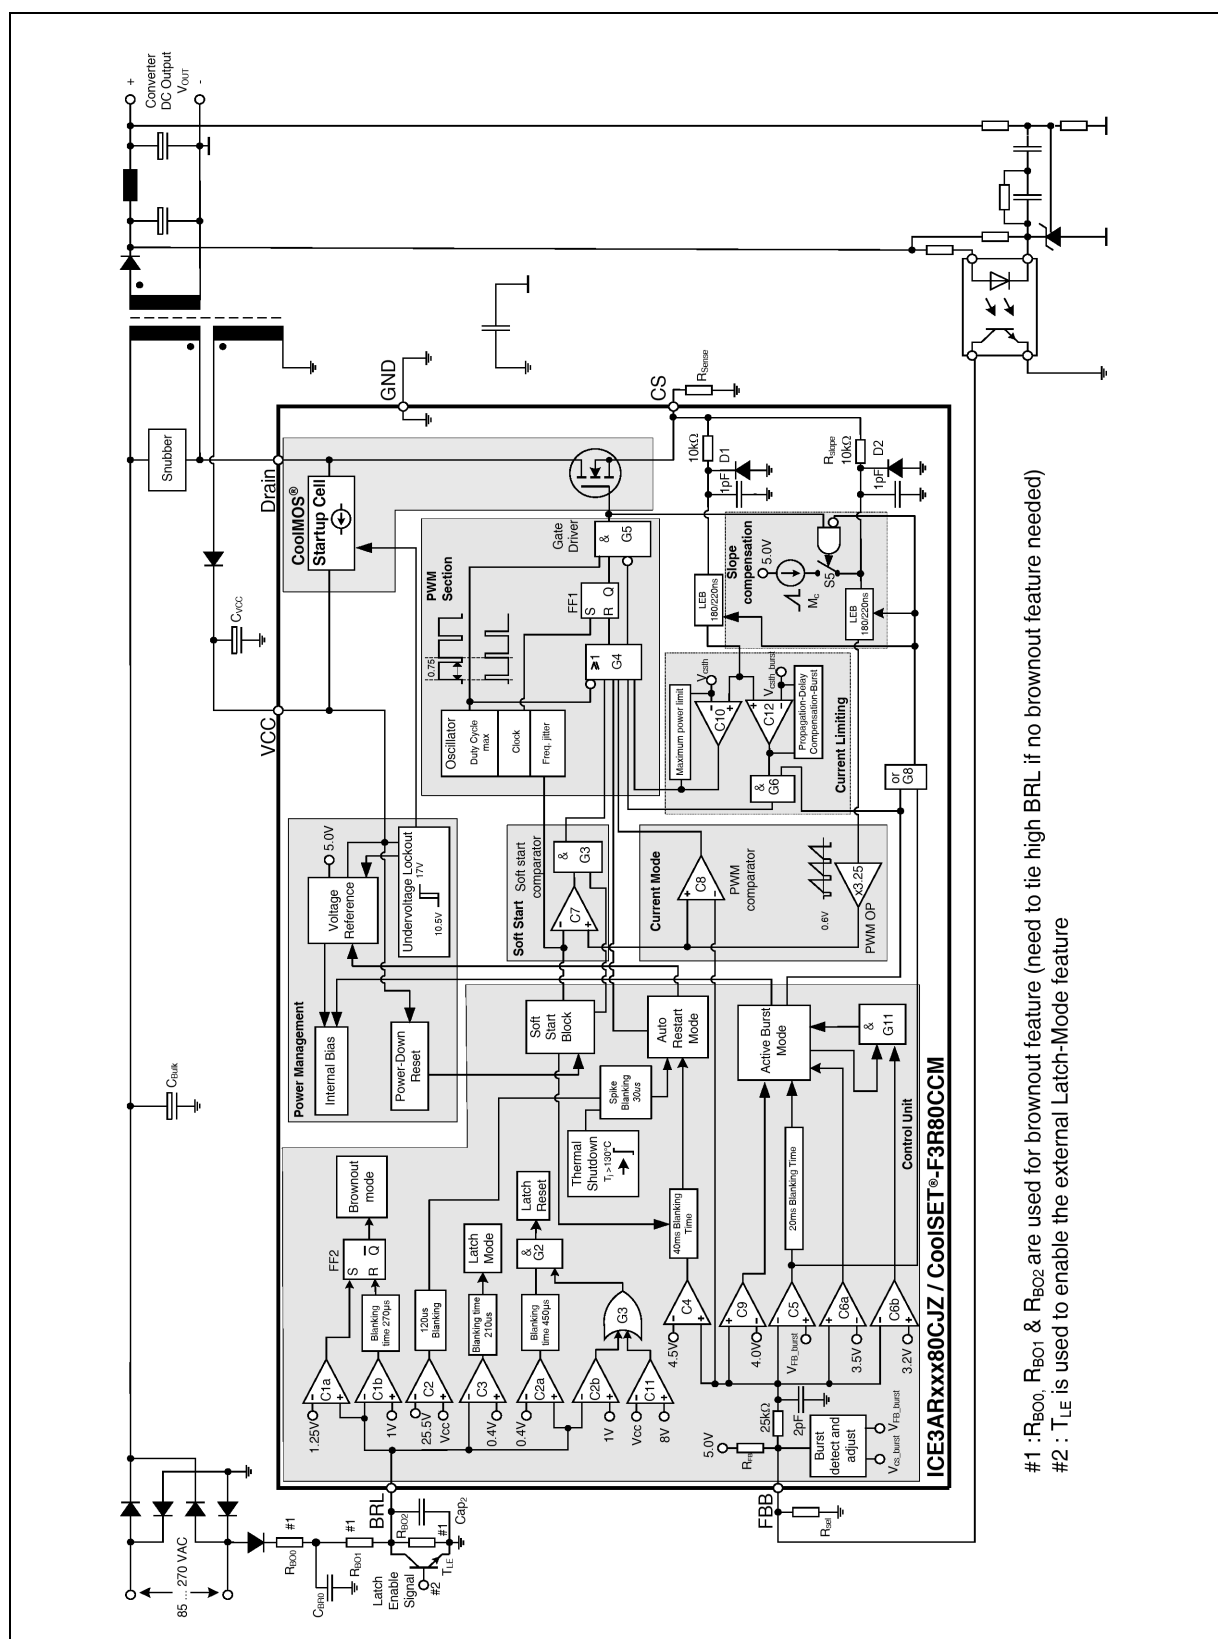 85 ... 270 VAC
C_Bulk
Snubber
+
Converter
DC Output
V_OUT
-
R_BO0
#1
C_BR0
R_BO1
#1
Latch
Enable
Signal
#2
T_LE
BRL
R_BO2
#1
Cap_2
FBB
R_sel
VCC
C_VCC
Drain
GND
CS
R_Sense
CoolMOS®
Startup Cell
Power Management
Internal Bias
Voltage
Reference
5.0V
Power-Down
Reset
Undervoltage Lockout
17V
10.5V
PWM
Section
0.75
Oscillator
Duty Cycle
max
Clock
Freq. jitter
Gate
Driver
&
G5
FF1
S
R Q
≥1
G4
1.25V
C1a
C1b
1V
Blanking
time 270µs
FF2
S
R Q
Brownout
mode
25.5V
C2
Vcc
120us
Blanking
0.4V
C3
Blanking time
210us
Latch
Mode
0.4V
C2a
Blanking
time 450µs
&
G2
Latch
Reset
C2b
1V
G3
Vcc
C11
8V
Thermal
Shutdown
Tj >130°C
Spike
Blanking
30us
Soft
Start
Block
Auto
Restart
Mode
Soft Start
Soft start
comparator
C7
&
G3
Current Mode
C8
PWM
comparator
0.6V
x3.25
PWM OP
4.5V
C4
40ms Blanking
Time
C9
4.0V
C5
V_FB_burst
20ms Blanking Time
C6a
3.5V
C6b
3.2V
Active Burst
Mode
&
G11
Control Unit
5.0V
R_FB
25kΩ
2pF
Burst
detect and
adjust
V_FB_burst
V_cs_burst
Maximum power limit
V_csth
C10
V_csth_burst
C12
Propagation-Delay
Compensation-Burst
&
G6
Current Limiting
or
G8
LEB
180/220ns
10kΩ
D1
1pF
Slope
compensation
5.0V
M_C
S5
LEB
180/220ns
R_slope
10kΩ
D2
1pF
ICE3ARxxx80CJZ / CoolSET®-F3R80CCM
#1 :R_BO0, R_BO1 & R_BO2 are used for brownout feature (need to tie high BRL if no brownout feature needed)
#2 : T_LE is used to enable the external Latch-Mode feature